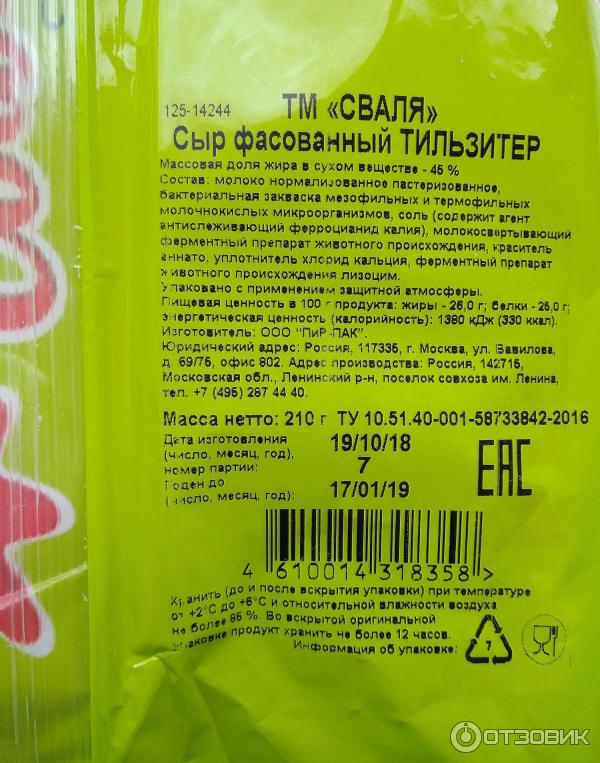 125-14244
ТМ «СВАЛЯ»
Сыр фасованный ТИЛЬЗИТЕР
Массовая доля жира в сухом веществе - 45 %
Состав: молоко нормализованное пастеризованное,
бактериальная закваска мезофильных и термофильных
молочнокислых микроорганизмов, соль (содержит агент
антислеживающий ферроцианид калия), молокосвертывающий
ферментный препарат животного происхождения, краситель
аннато, уплотнитель хлорид кальция, ферментный препарат
животного происхождения лизоцим.
Упаковано с применением защитной атмосферы.
Пищевая ценность в 100 г продукта: жиры - 26,0 г; белки - 25,0 г;
энергетическая ценность (калорийность): 1380 кДж (330 ккал).
Изготовитель: ООО "ПиР-ПАК".
Юридический адрес: Россия, 117335, г. Москва, ул. Вавилова,
д. 69/75, офис 802. Адрес производства: Россия, 142715,
Московская обл., Ленинский р-н, поселок совхоза им. Ленина,
тел. +7 (495) 287 44 40.
Масса нетто: 210 г ТУ 10.51.40-001-58733842-2016
Дата изготовления
(число, месяц, год), 19/10/18
номер партии: 7
Годен до
(число, месяц, год): 17/01/19
EAC
4 610014 318358 >
Хранить (до и после вскрытия упаковки) при температуре
от +2°С до +6°С и относительной влажности воздуха
не более 85 %. Во вскрытой оригинальной
упаковке продукт хранить не более 12 часов.
Информация об упаковке:
7
ОТЗОВИК